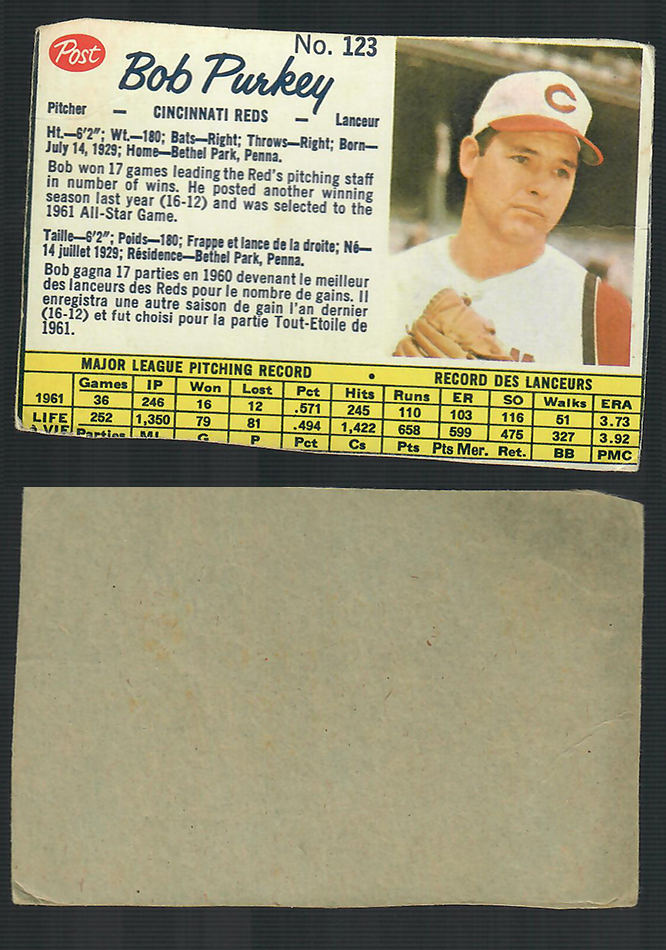 Post
No. 123
Bob Purkey
Pitcher — CINCINNATI REDS — Lanceur
Ht.—6'2"; Wt.—180; Bats—Right; Throws—Right; Born—
July 14, 1929; Home—Bethel Park, Penna.
Bob won 17 games leading the Red's pitching staff
in number of wins. He posted another winning
season last year (16-12) and was selected to the
1961 All-Star Game.
Taille—6'2"; Poids—180; Frappe et lance de la droite; Né—
14 juillet 1929; Résidence—Bethel Park, Penna.
Bob gagna 17 parties en 1960 devenant le meilleur
des lanceurs des Reds pour le nombre de gains. Il
enregistra une autre saison de gain l'an dernier
(16-12) et fut choisi pour la partie Tout-Etoile de
1961.
C
MAJOR LEAGUE PITCHING RECORD • RECORD DES LANCEURS
Games IP Won Lost Pct Hits Runs ER SO Walks ERA
1961 36 246 16 12 .571 245 110 103 116 51 3.73
LIFE 252 1,350 79 81 .494 1,422 658 599 475 327 3.92
à VIE Parties ML G P Pct Cs Pts Pts Mer. Ret. BB PMC